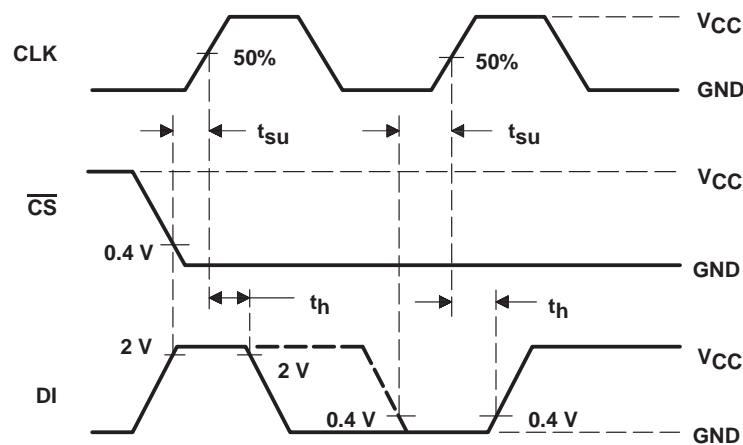 VCC
CLK
50%
50%
GND
tsu
tsu
VCC
CS
0.4 V
GND
th
th
2 V
2 V
VCC
DI
0.4 V
0.4 V
GND